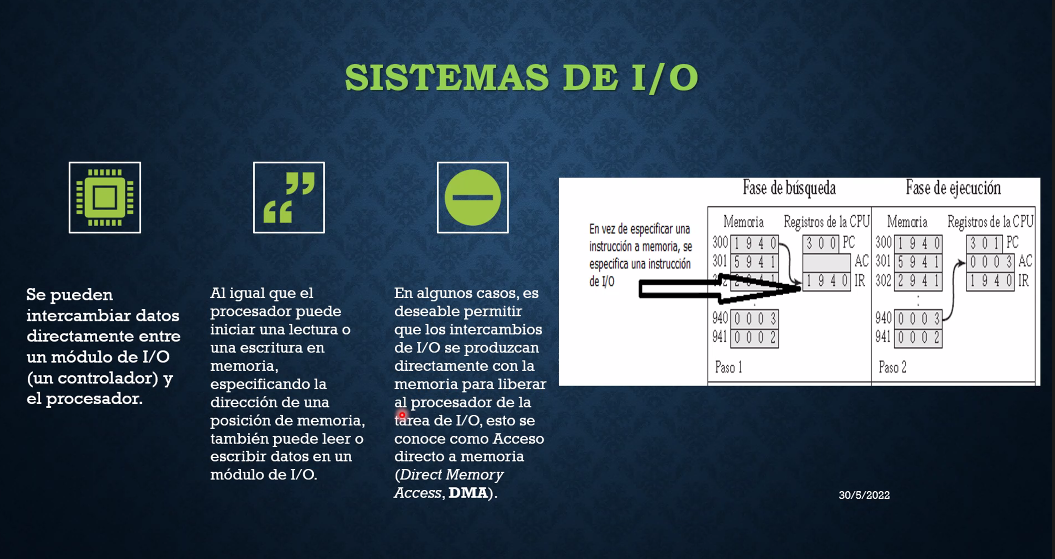 SISTEMAS DE I/O
Se pueden
intercambiar datos
directamente entre
un módulo de I/O
(un controlador) y
el procesador.
Al igual que el
procesador puede
iniciar una lectura o
una escritura en
memoria,
especificando la
dirección de una
posición de memoria,
también puede leer o
escribir datos en un
módulo de I/O.
En algunos casos, es
deseable permitir
que los intercambios
de I/O se produzcan
directamente con la
memoria para liberar
al procesador de la
tarea de I/O, esto se
conoce como Acceso
directo a memoria
(Direct Memory
Access, DMA).
En vez de especificar una
instrucción a memoria, se
especifica una instrucción
de I/O
Fase de búsqueda
Memoria Registros de la CPU
300 1 9 4 0 3 0 0 PC
301 5 9 4 1 AC
302 1 9 4 0 IR
940 0 0 0 3
941 0 0 0 2
Paso 1
Fase de ejecución
Memoria Registros de la CPU
300 1 9 4 0 3 0 1 PC
301 5 9 4 1 0 0 0 3 AC
302 2 9 4 1 1 9 4 0 IR
940 0 0 0 3
941 0 0 0 2
Paso 2
30/5/2022